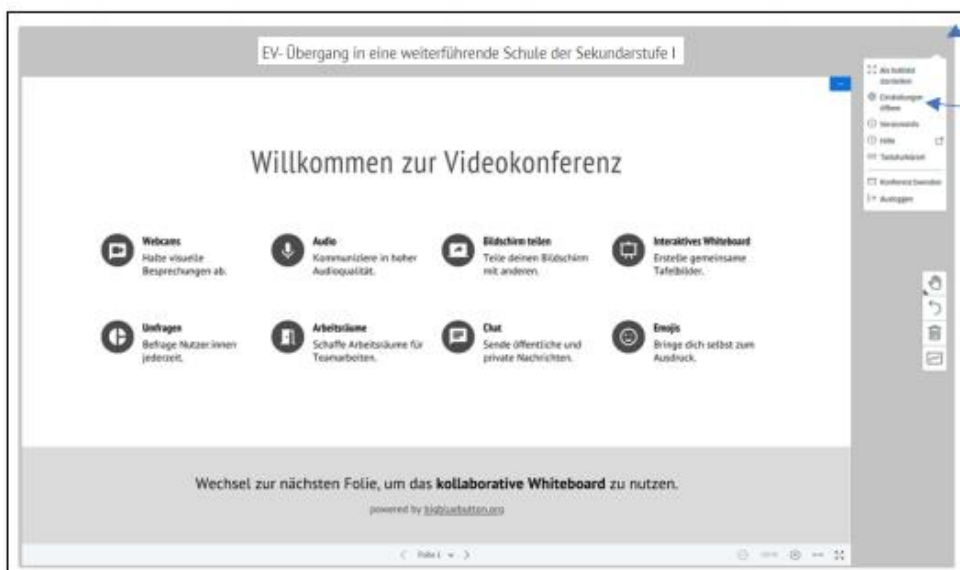 EV- Übergang in eine weiterführende Schule der Sekundarstufe I
Als Vollbild
darstellen
Einstellungen
öffnen
Versionsinfo
Hilfe
Tastaturkürzel
Konferenz beenden
Ausloggen
Willkommen zur Videokonferenz
Webcams
Halte visuelle
Besprechungen ab.
Audio
Kommuniziere in hoher
Audioqualität.
Bildschirm teilen
Teile deinen Bildschirm
mit anderen.
Interaktives Whiteboard
Erstelle gemeinsame
Tafelbilder.
Umfragen
Befrage Nutzer:innen
jederzeit.
Arbeitsräume
Schaffe Arbeitsräume für
Teamarbeiten.
Chat
Sende öffentliche und
private Nachrichten.
Emojis
Bringe dich selbst zum
Ausdruck.
Wechsel zur nächsten Folie, um das kollaborative Whiteboard zu nutzen.
powered by bigbluebutton.org
Folie 1